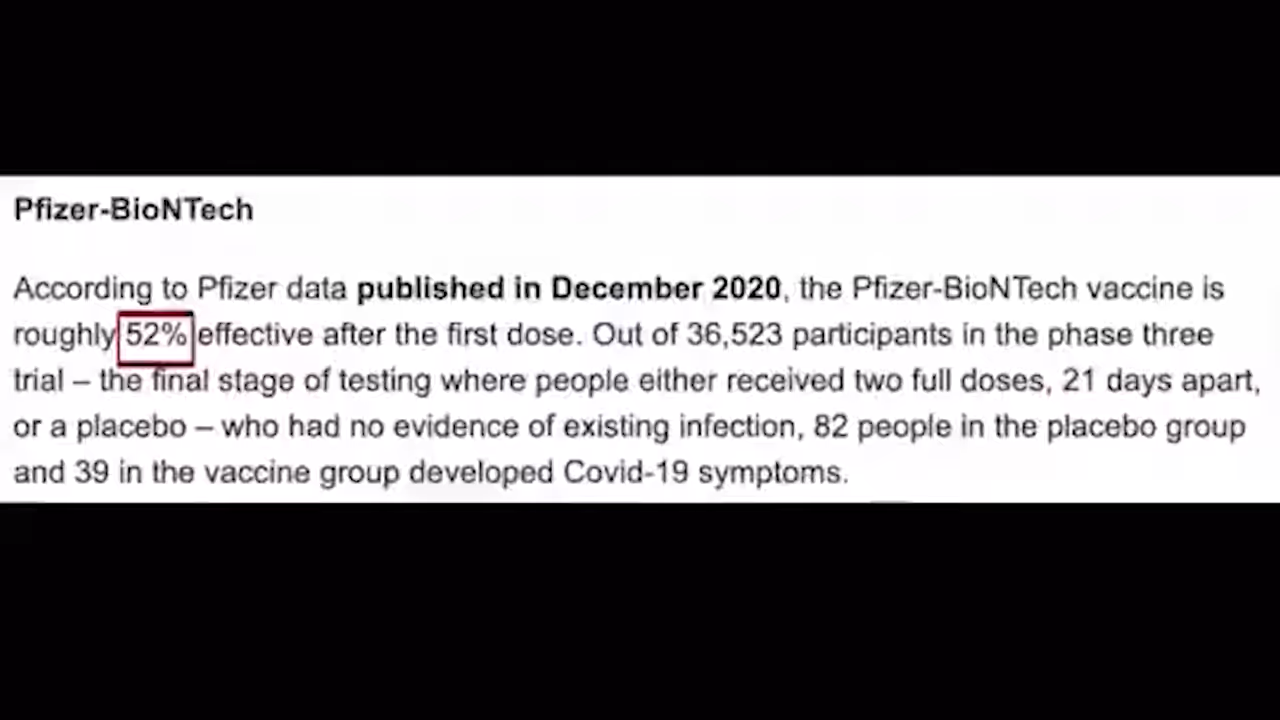 Pfizer-BioNTech
According to Pfizer data published in December 2020, the Pfizer-BioNTech vaccine is
roughly 52% effective after the first dose. Out of 36,523 participants in the phase three
trial – the final stage of testing where people either received two full doses, 21 days apart,
or a placebo – who had no evidence of existing infection, 82 people in the placebo group
and 39 in the vaccine group developed Covid-19 symptoms.